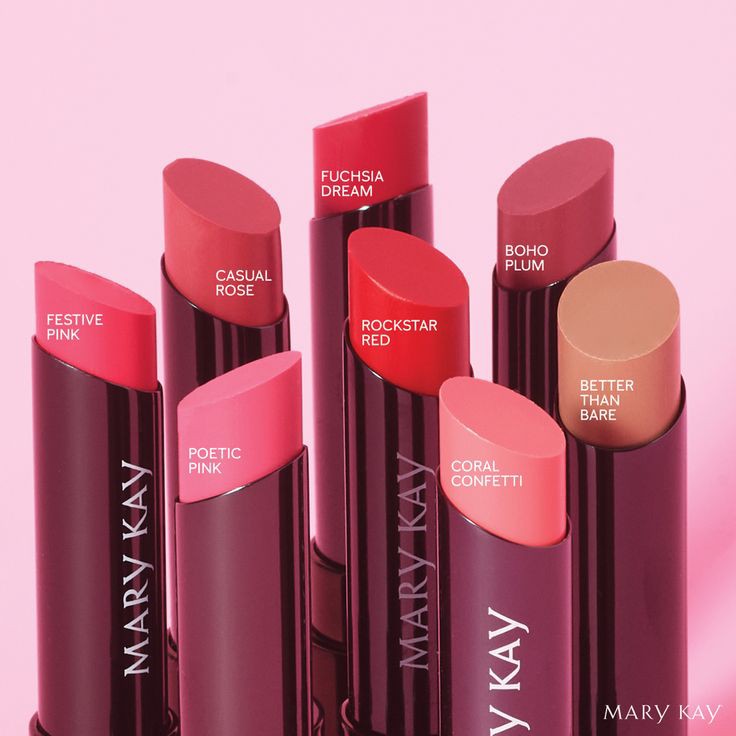 FUCHSIA
DREAM
CASUAL
ROSE
BOHO
PLUM
FESTIVE
PINK
ROCKSTAR
RED
BETTER
THAN
BARE
POETIC
PINK
CORAL
CONFETTI
MARY KAY
MARY KAY
Y KAY
MARY KAY